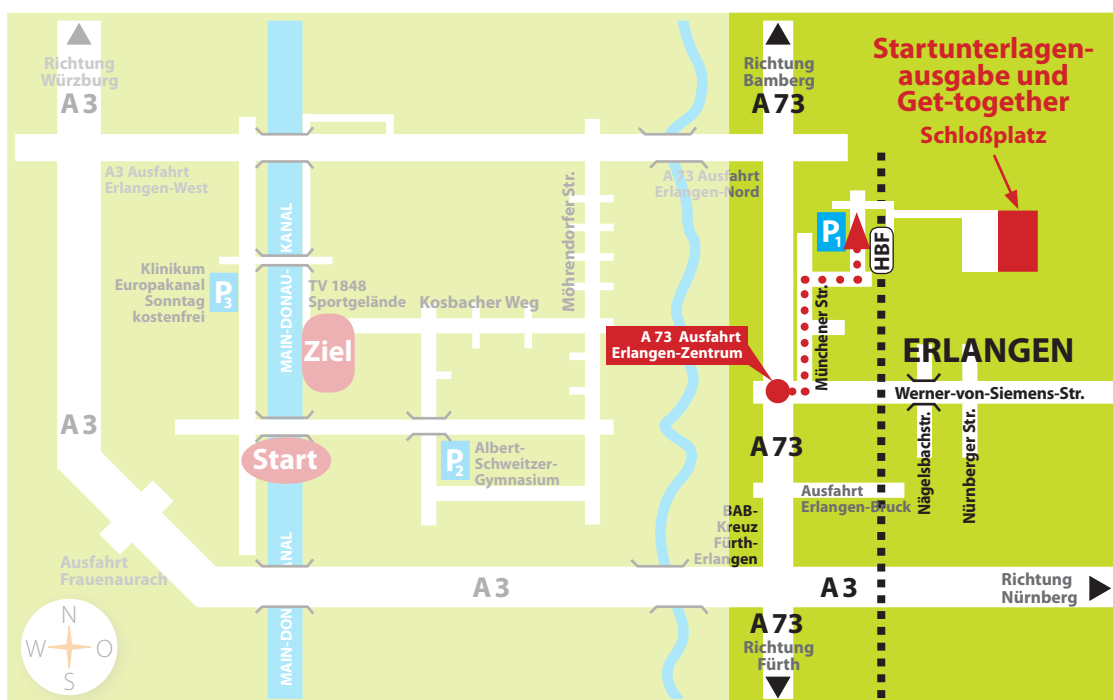 Richtung
Würzburg
A3
Richtung
Bamberg
A73
Startunterlagen-
ausgabe und
Get-together
Schloßplatz
A3 Ausfahrt
Erlangen-West
A 73 Ausfahrt
Erlangen-Nord
MAIN-DONAU-KANAL
Möhrendorfer Str.
P1
HBF
Klinikum
Europakanal
Sonntag
kostenfrei
P3
TV 1848
Sportgelände
Kosbacher Weg
Ziel
A 73 Ausfahrt
Erlangen-Zentrum
Münchener Str.
ERLANGEN
Werner-von-Siemens-Str.
A3
Start
P2
Albert-
Schweitzer-
Gymnasium
A73
Nägelsbachstr.
Nürnberger Str.
Ausfahrt
Erlangen-Bruck
BAB-
Kreuz
Fürth-
Erlangen
Ausfahrt
Frauenaurach
MAIN-DON
ANAL
A3
A3
Richtung
Nürnberg
A73
Richtung
Fürth
N
W
O
S